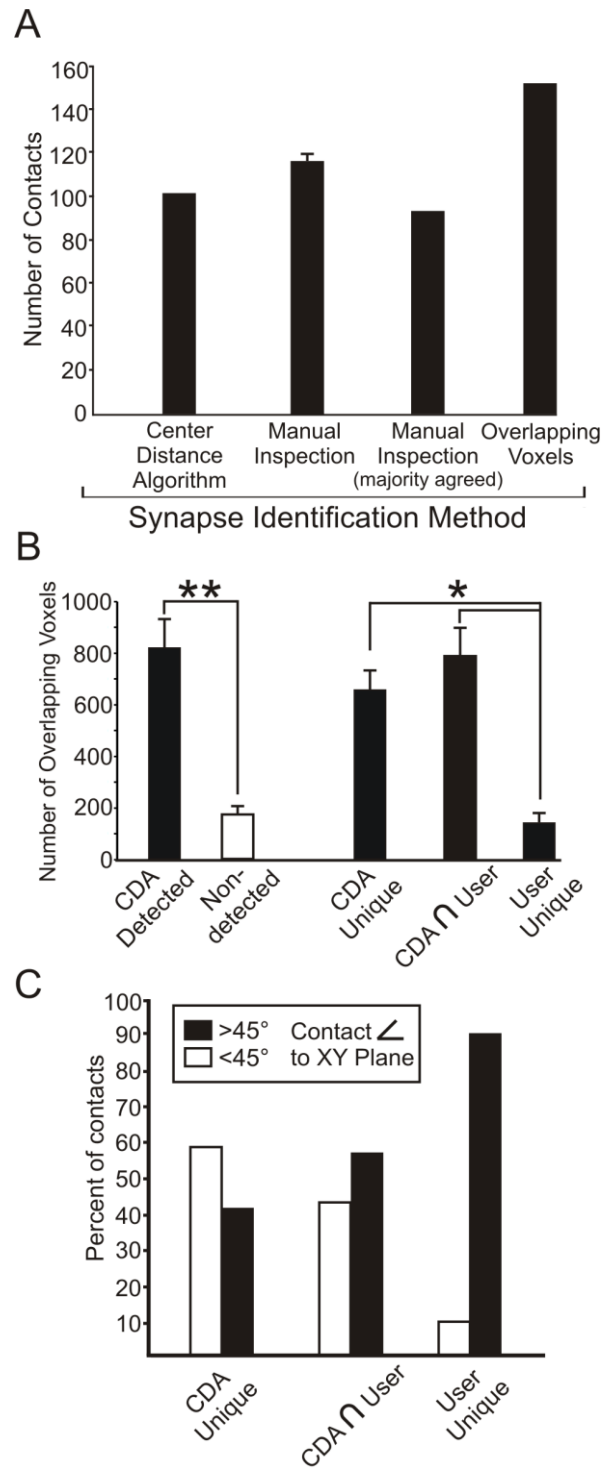 A
160
140
120
100
80
60
40
20
0
Number of Contacts
Center
Distance
Algorithm
Manual
Inspection
Manual
Inspection
(majority agreed)
Overlapping
Voxels
Synapse Identification Method
B
**
*
1000
800
600
400
200
0
Number of Overlapping Voxels
CDA
Detected
Non-
detected
CDA
Unique
CDA ∩ User
User
Unique
C
100
90
80
70
60
50
40
30
20
10
Percent of contacts
>45° Contact ∠
<45° to XY Plane
CDA
Unique
CDA ∩ User
User
Unique